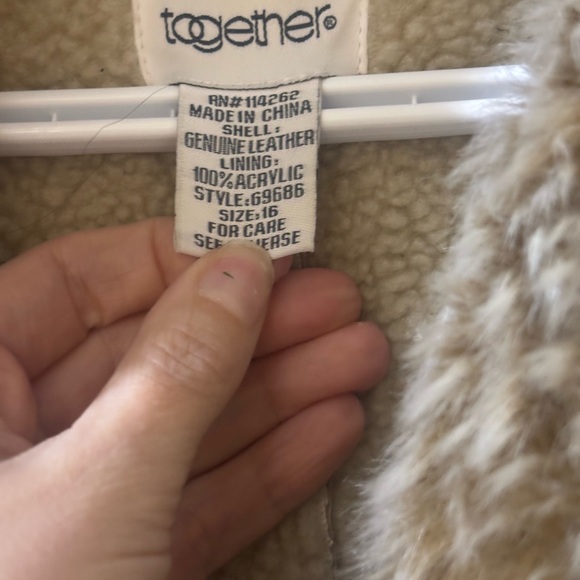 together®
RN#114262
MADE IN CHINA
SHELL:
GENUINE LEATHER
LINING:
100% ACRYLIC
STYLE:69686
SIZE:16
FOR CARE